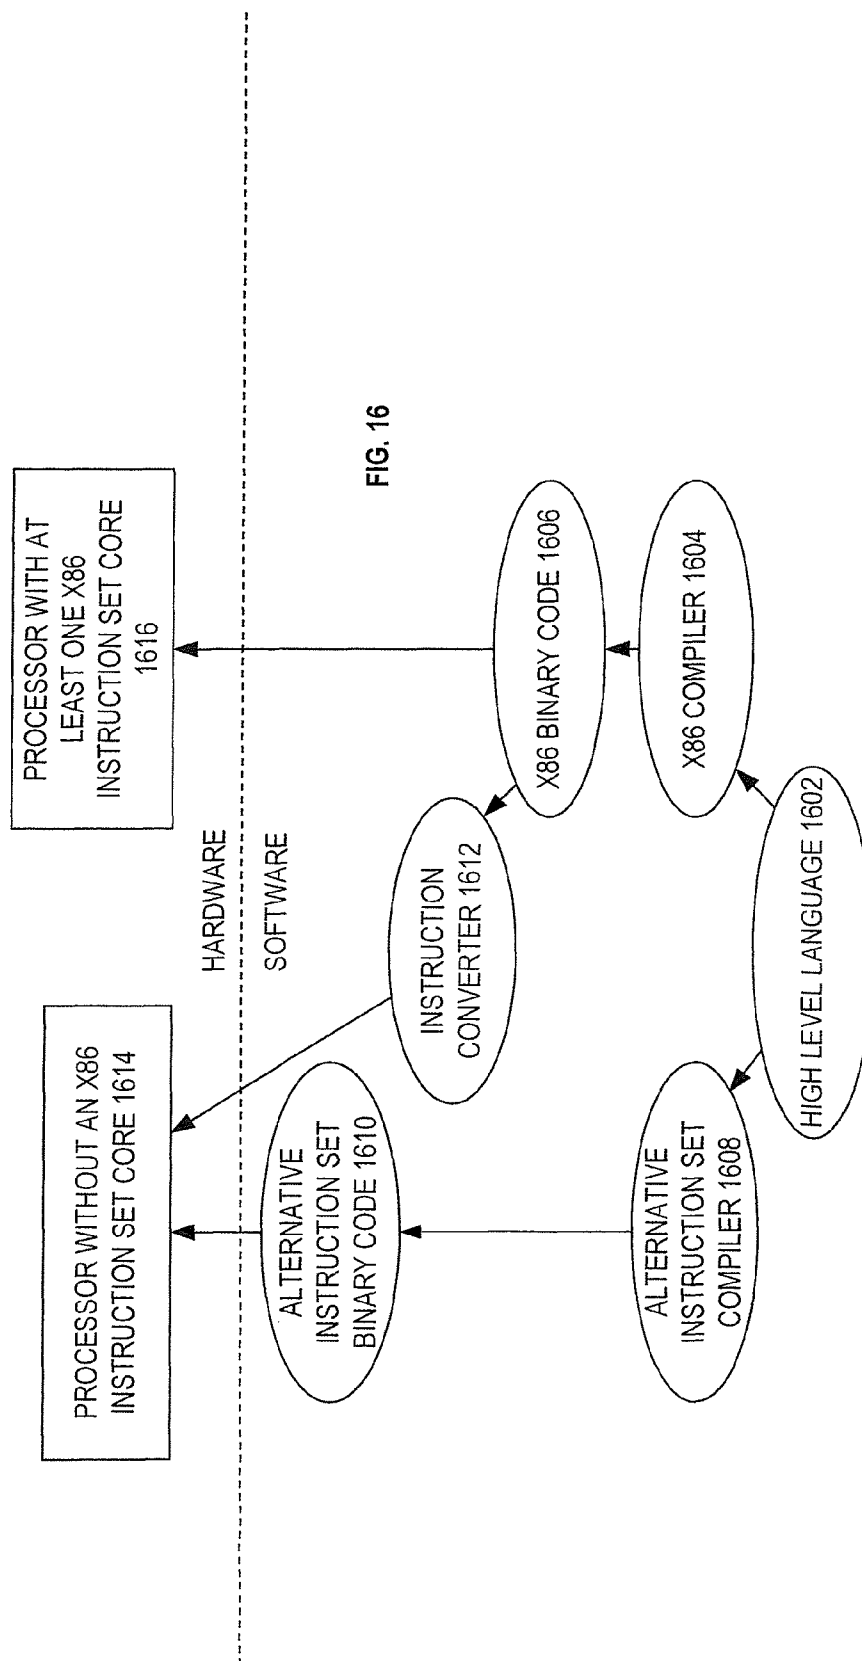 PROCESSOR WITHOUT AN X86
INSTRUCTION SET CORE 1614
PROCESSOR WITH AT
LEAST ONE X86
INSTRUCTION SET CORE
1616
HARDWARE
SOFTWARE
ALTERNATIVE
INSTRUCTION SET
BINARY CODE 1610
INSTRUCTION
CONVERTER 1612
FIG. 16
X86 BINARY CODE 1606
ALTERNATIVE
INSTRUCTION SET
COMPILER 1608
X86 COMPILER 1604
HIGH LEVEL LANGUAGE 1602